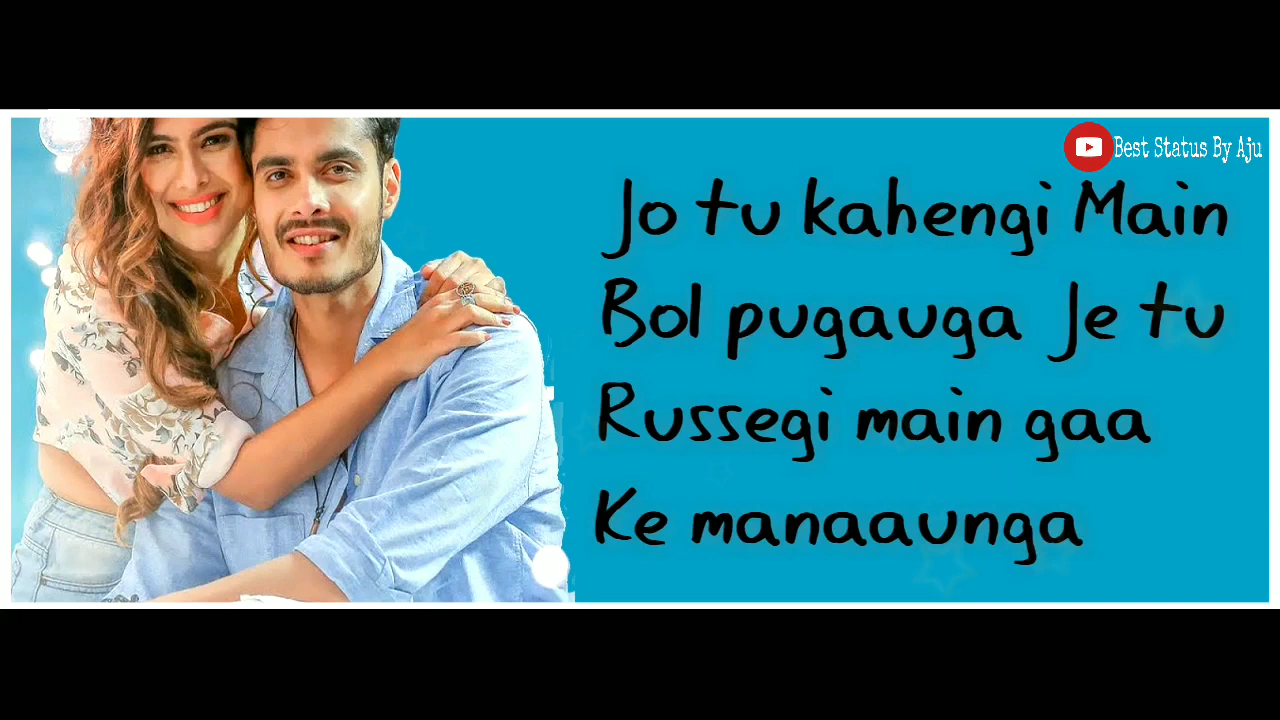 Best Status By Aju
Jo tu kahengi Main
Bol pugauga Je tu
Russegi main gaa
Ke manaaunga